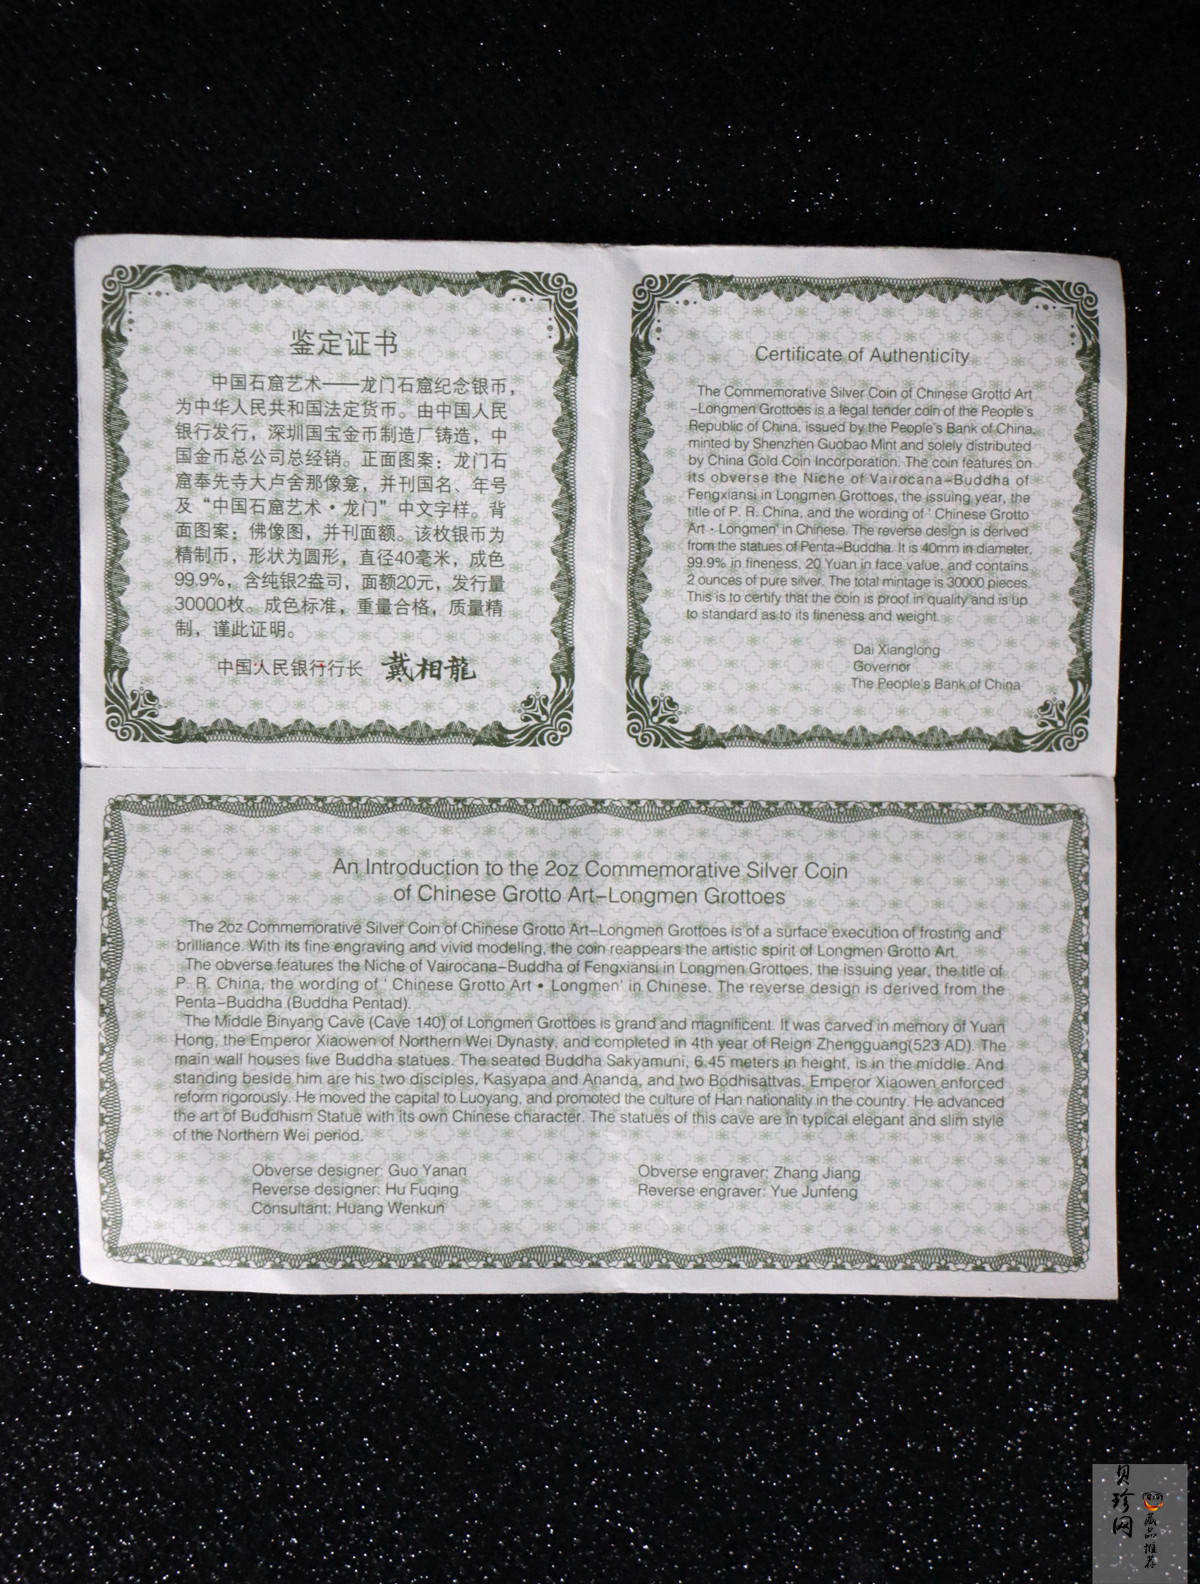 鉴定证书
中国石窟艺术——龙门石窟纪念银币，
为中华人民共和国法定货币。由中国人民
银行发行，深圳国宝金币制造厂铸造，中
国金币总公司总经销。正面图案：龙门石
窟奉先寺大卢舍那像龛，并刊国名、年号
及“中国石窟艺术·龙门”中文字样。背
面图案：佛像图，并刊面额。该枚银币为
精制币，形状为圆形，直径40毫米，成色
99.9%，含纯银2盎司，面额20元，发行量
30000枚。成色标准，重量合格，质量精
制，谨此证明。
中国人民银行行长 戴相龍
Certificate of Authenticity
The Commemorative Silver Coin of Chinese Grotto Art
-Longmen Grottoes is a legal tender coin of the People's
Republic of China, issued by the People's Bank of China,
minted by Shenzhen Guobao Mint and solely distributed
by China Gold Coin Incorporation. The coin features on
its obverse the Niche of Vairocana-Buddha of
Fengxiansi in Longmen Grottoes, the issuing year, the
title of P. R. China, and the wording of ' Chinese Grotto
Art · Longmen' in Chinese. The reverse design is derived
from the statues of Penta-Buddha. It is 40mm in diameter,
99.9% in fineness, 20 Yuan in face value, and contains
2 ounces of pure silver. The total mintage is 30000 pieces.
This is to certify that the coin is proof in quality and is up
to standard as to its fineness and weight.
Dai Xianglong
Governor
The People's Bank of China
An Introduction to the 2oz Commemorative Silver Coin
of Chinese Grotto Art-Longmen Grottoes
The 2oz Commemorative Silver Coin of Chinese Grotto Art-Longmen Grottoes is of a surface execution of frosting and
brilliance. With its fine engraving and vivid modeling, the coin reappears the artistic spirit of Longmen Grotto Art.
The obverse features the Niche of Vairocana-Buddha of Fengxiansi in Longmen Grottoes, the issuing year, the title of
P. R. China, the wording of ' Chinese Grotto Art • Longmen' in Chinese. The reverse design is derived from the
Penta-Buddha (Buddha Pentad).
The Middle Binyang Cave (Cave 140) of Longmen Grottoes is grand and magnificent. It was carved in memory of Yuan
Hong, the Emperor Xiaowen of Northern Wei Dynasty, and completed in 4th year of Reign Zhengguang(523 AD). The
main wall houses five Buddha statues. The seated Buddha Sakyamuni, 6.45 meters in height, is in the middle. And
standing beside him are his two disciples, Kasyapa and Ananda, and two Bodhisattvas. Emperor Xiaowen enforced
reform rigorously. He moved the capital to Luoyang, and promoted the culture of Han nationality in the country. He advanced
the art of Buddhism Statue with its own Chinese character. The statues of this cave are in typical elegant and slim style
of the Northern Wei period.
Obverse designer: Guo Yanan
Reverse designer: Hu Fuqing
Consultant: Huang Wenkun
Obverse engraver: Zhang Jiang
Reverse engraver: Yue Junfeng
贝珍网
藏品推荐